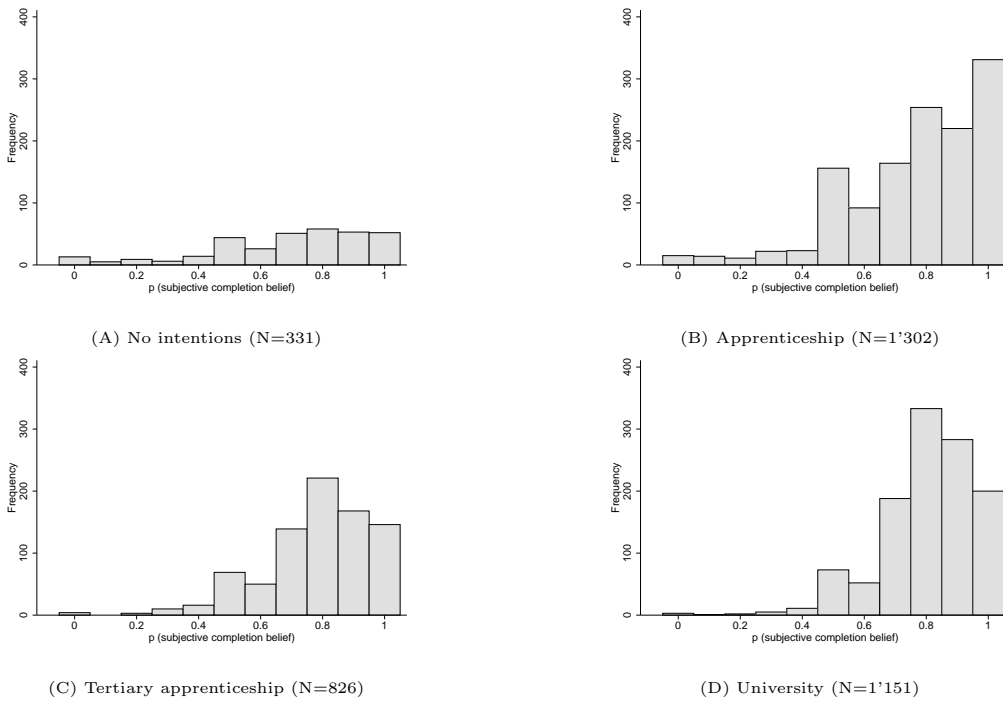 400
300
200
100
0
Frequency
0 0.2 0.4 0.6 0.8 1
p (subjective completion belief)
(A) No intentions (N=331)
400
300
200
100
0
Frequency
0 0.2 0.4 0.6 0.8 1
p (subjective completion belief)
(B) Apprenticeship (N=1'302)
400
300
200
100
0
Frequency
0 0.2 0.4 0.6 0.8 1
p (subjective completion belief)
(C) Tertiary apprenticeship (N=826)
400
300
200
100
0
Frequency
0 0.2 0.4 0.6 0.8 1
p (subjective completion belief)
(D) University (N=1'151)